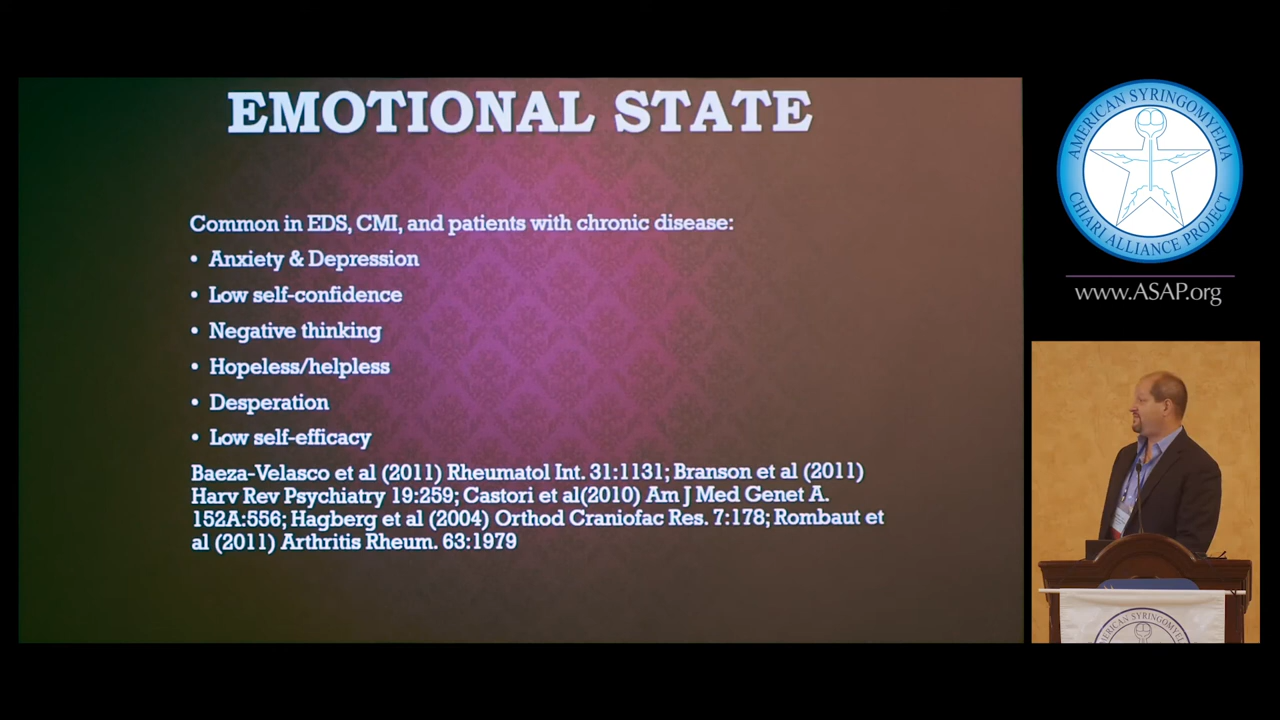 EMOTIONAL STATE
Common in EDS, CMI, and patients with chronic disease:
• Anxiety & Depression
• Low self-confidence
• Negative thinking
• Hopeless/helpless
• Desperation
• Low self-efficacy
Baeza-Velasco et al (2011) Rheumatol Int. 31:1131; Branson et al (2011)
Harv Rev Psychiatry 19:259; Castori et al(2010) Am J Med Genet A.
152A:556; Hagberg et al (2004) Orthod Craniofac Res. 7:178; Rombaut et
al (2011) Arthritis Rheum. 63:1979
AMERICAN SYRINGOMYELIA
CHIARI ALLIANCE PROJECT
www.ASAP.org
AMERICAN SYRINGOMYELIA